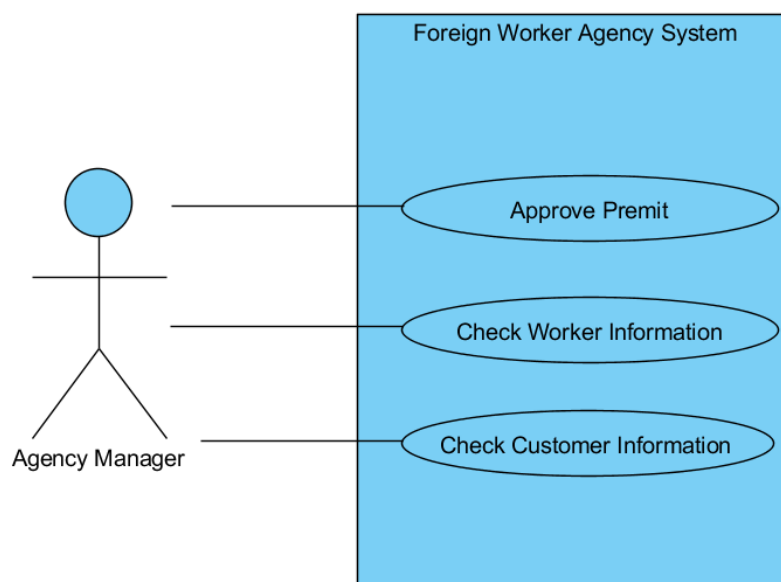 Foreign Worker Agency System
Approve Premit
Check Worker Information
Check Customer Information
Agency Manager